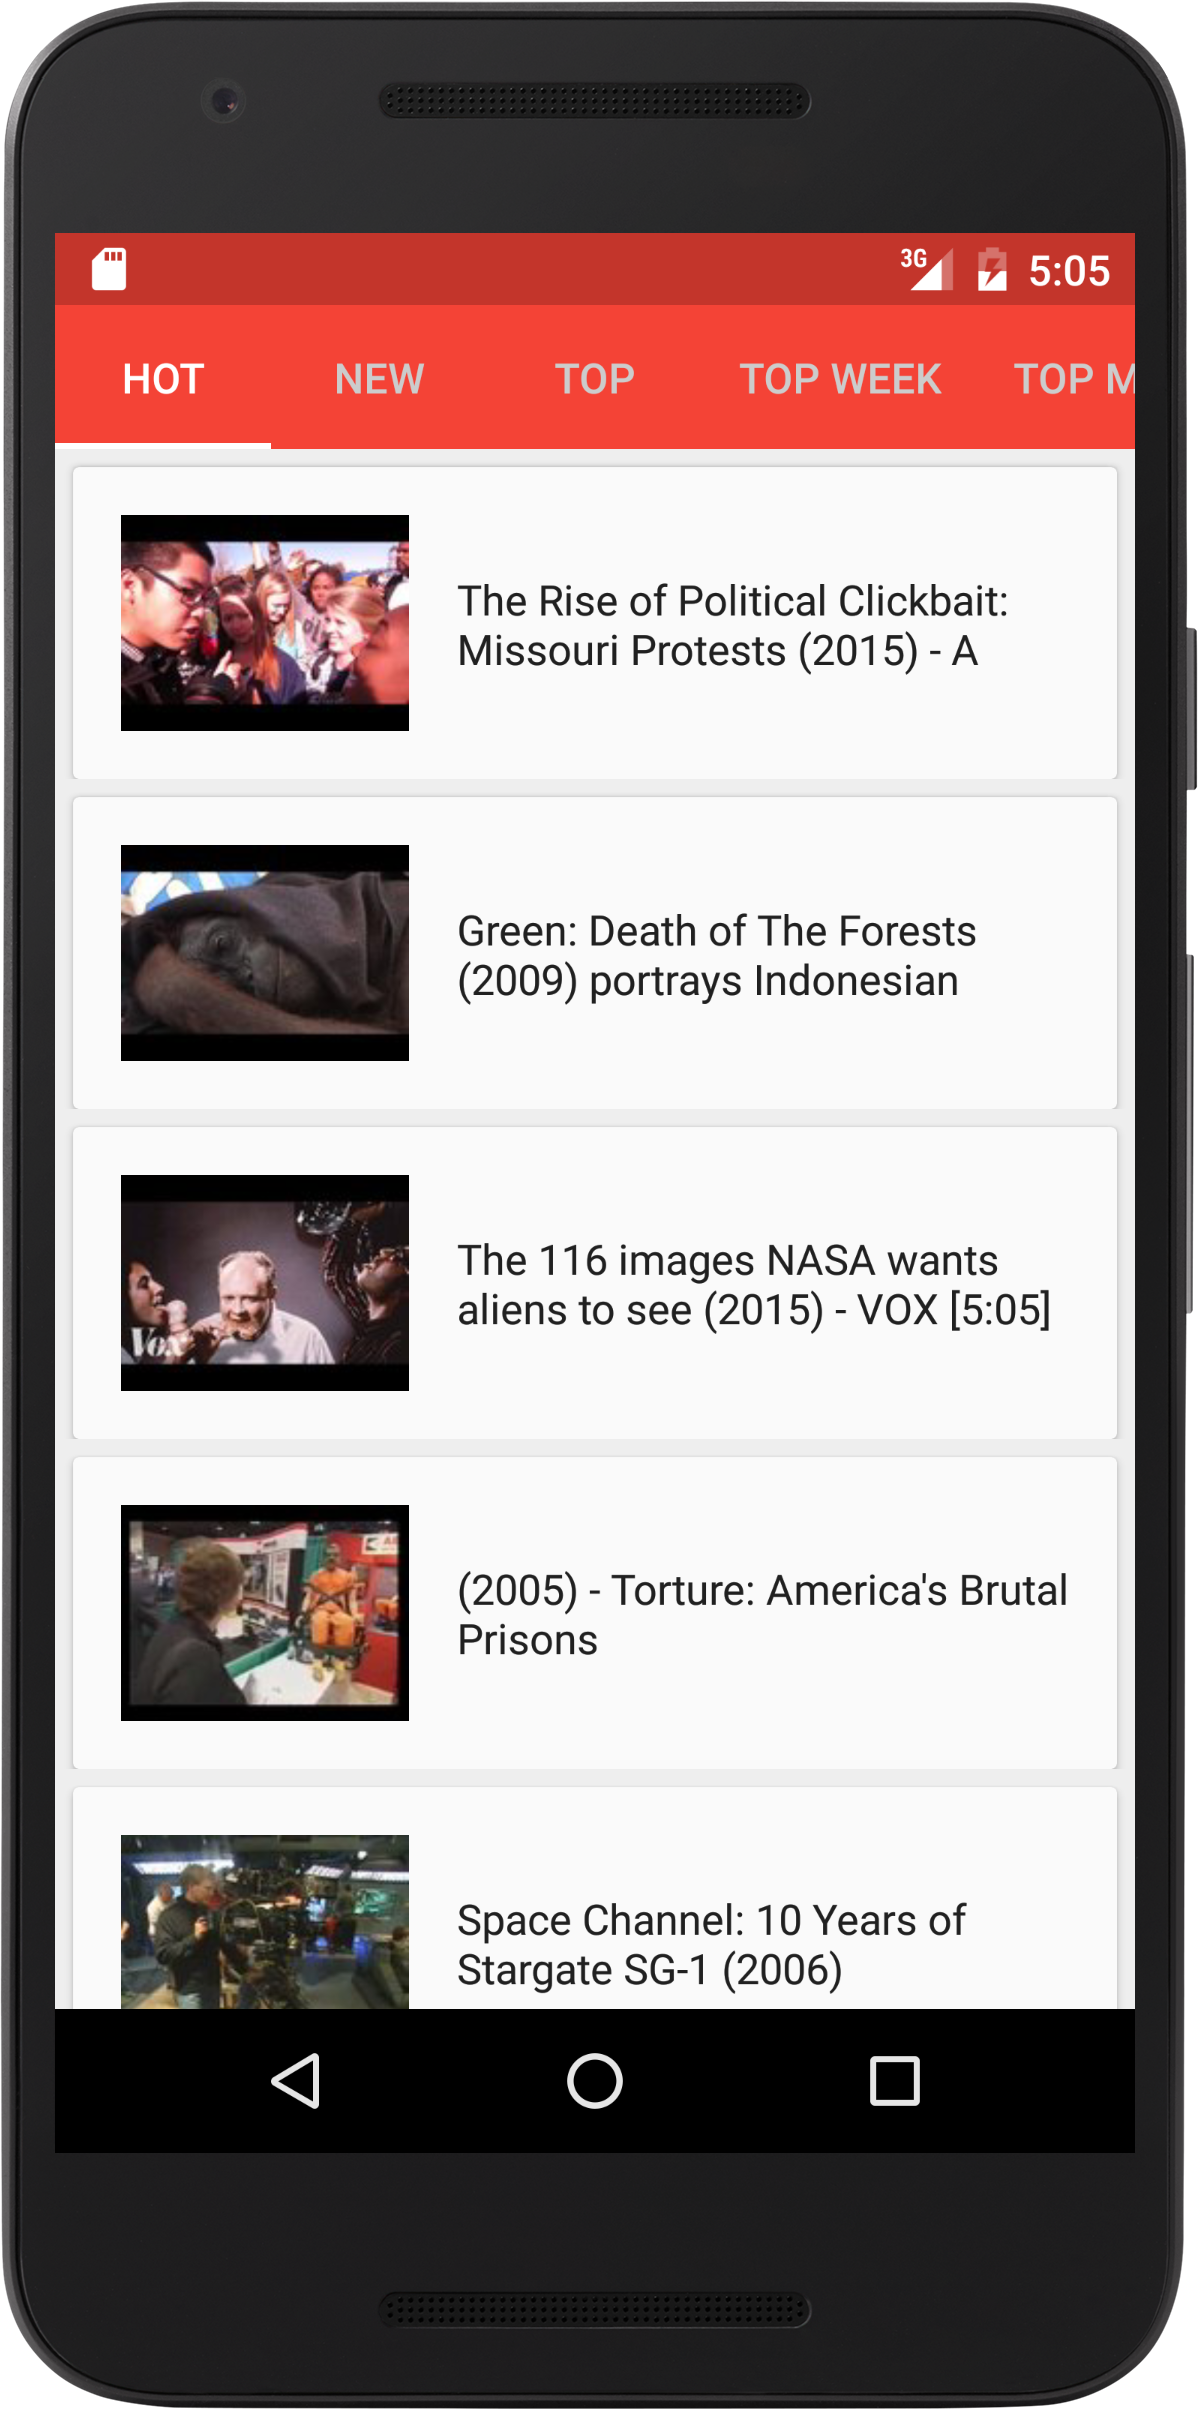 3G 5:05
HOT NEW TOP TOP WEEK TOP M
The Rise of Political Clickbait:
Missouri Protests (2015) - A
Green: Death of The Forests
(2009) portrays Indonesian
The 116 images NASA wants
aliens to see (2015) - VOX [5:05]
Vox
(2005) - Torture: America's Brutal
Prisons
Space Channel: 10 Years of
Stargate SG-1 (2006)